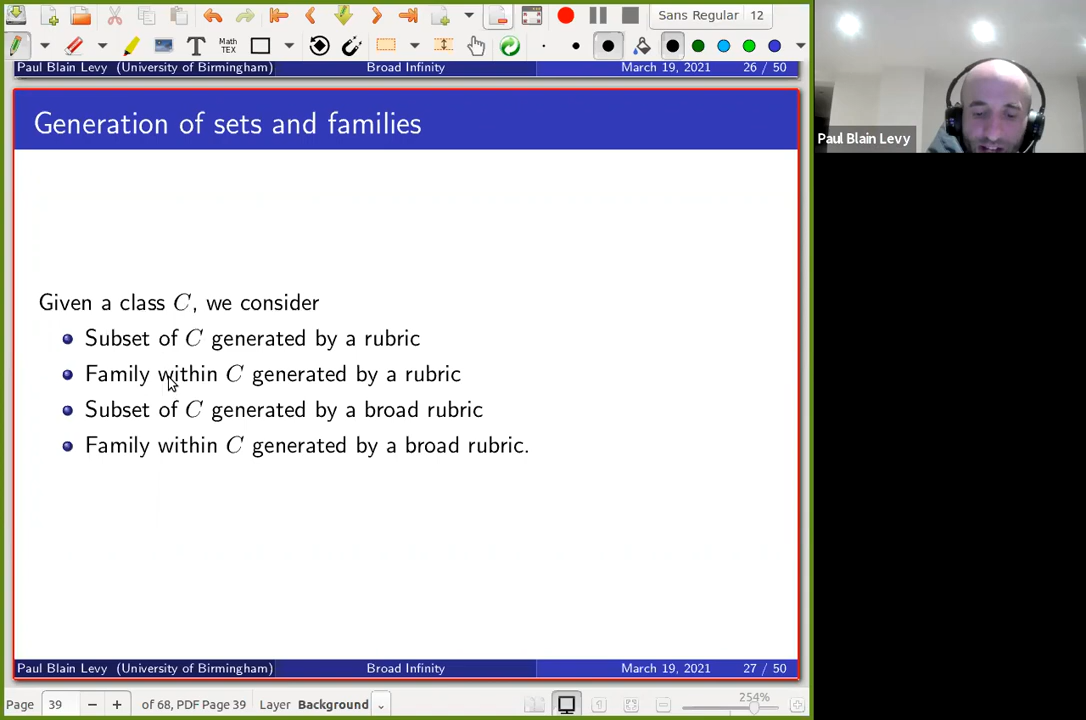 Sans Regular 12
Math
TEX
Paul Blain Levy (University of Birmingham) Broad Infinity March 19, 2021 26 / 50
Generation of sets and families
Given a class C, we consider
Subset of C generated by a rubric
Family within C generated by a rubric
Subset of C generated by a broad rubric
Family within C generated by a broad rubric.
Paul Blain Levy (University of Birmingham) Broad Infinity March 19, 2021 27 / 50
Page 39 of 68, PDF Page 39 Layer Background 254%
Paul Blain Levy